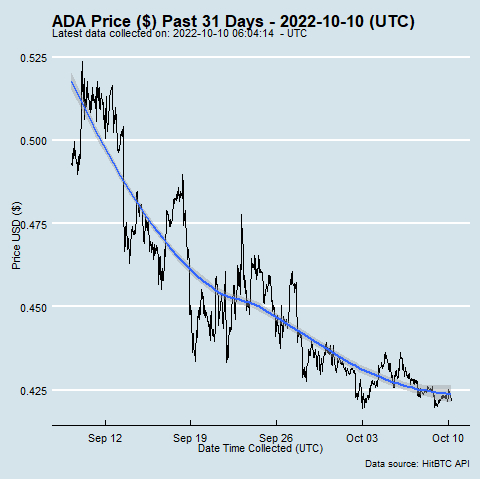 ADA Price ($) Past 31 Days - 2022-10-10 (UTC)
Latest data collected on: 2022-10-10 06:04:14 - UTC
0.525
0.500
0.475
0.450
0.425
Price USD ($)
Sep 12 Sep 19 Sep 26 Oct 03 Oct 10
Date Time Collected (UTC)
Data source: HitBTC API